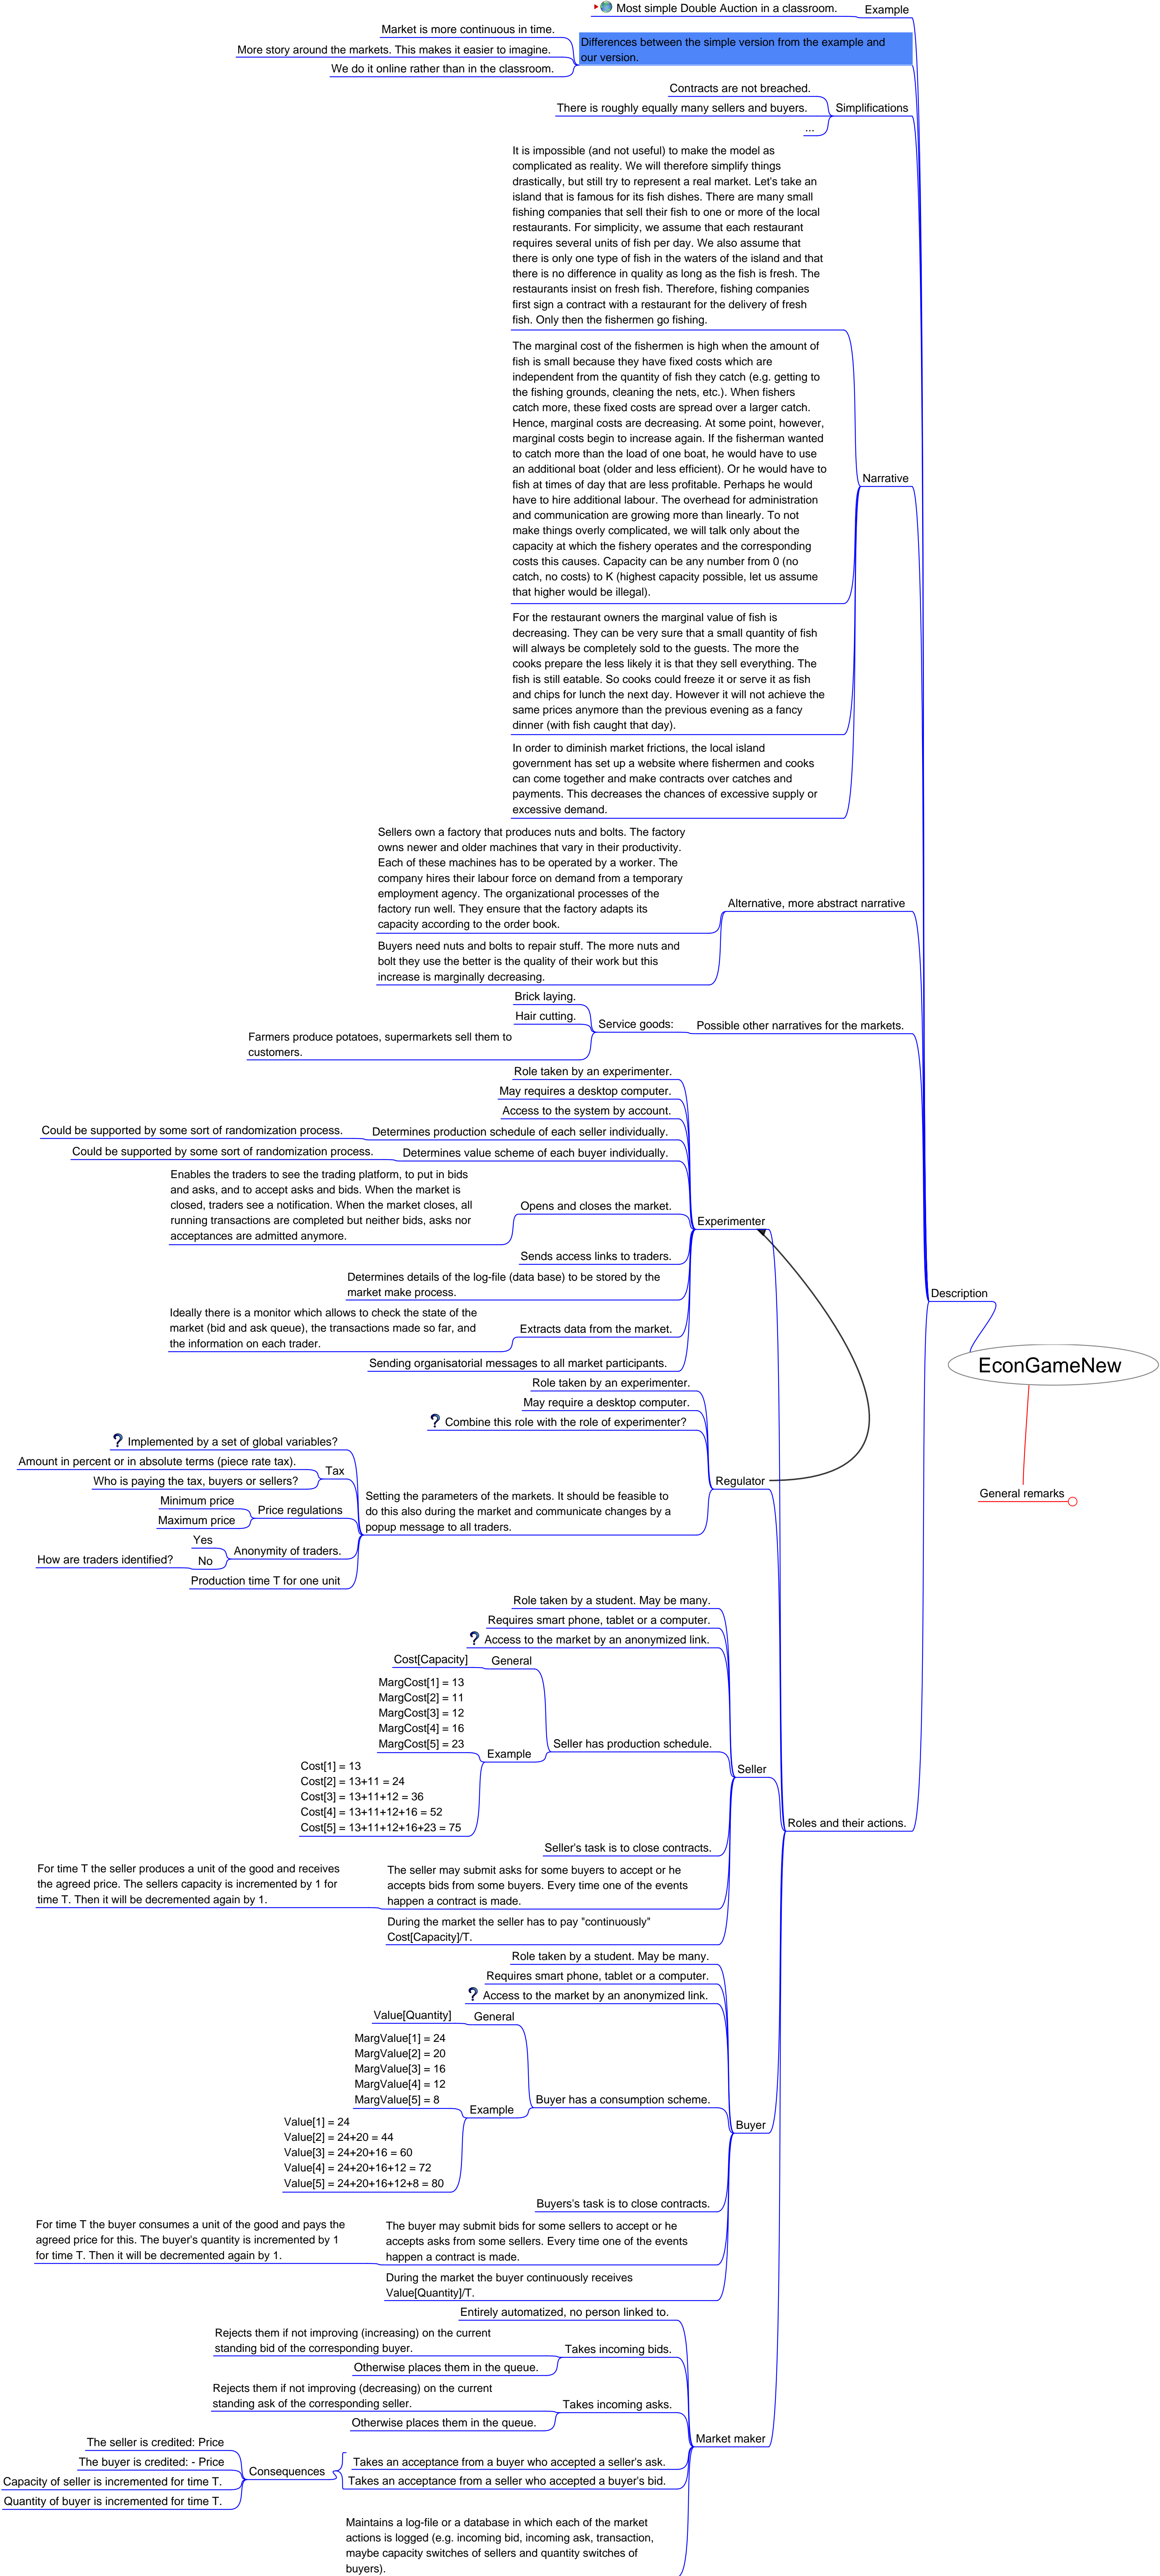 Most simple Double Auction in a classroom.
Example
Market is more continuous in time.
More story around the markets. This makes it easier to imagine.
We do it online rather than in the classroom.
Differences between the simple version from the example and
our version.
Contracts are not breached.
There is roughly equally many sellers and buyers.
...
Simplifications
It is impossible (and not useful) to make the model as
complicated as reality. We will therefore simplify things
drastically, but still try to represent a real market. Let's take an
island that is famous for its fish dishes. There are many small
fishing companies that sell their fish to one or more of the local
restaurants. For simplicity, we assume that each restaurant
requires several units of fish per day. We also assume that
there is only one type of fish in the waters of the island and that
there is no difference in quality as long as the fish is fresh. The
restaurants insist on fresh fish. Therefore, fishing companies
first sign a contract with a restaurant for the delivery of fresh
fish. Only then the fishermen go fishing.
The marginal cost of the fishermen is high when the amount of
fish is small because they have fixed costs which are
independent from the quantity of fish they catch (e.g. getting to
the fishing grounds, cleaning the nets, etc.). When fishers
catch more, these fixed costs are spread over a larger catch.
Hence, marginal costs are decreasing. At some point, however,
marginal costs begin to increase again. If the fisherman wanted
to catch more than the load of one boat, he would have to use
an additional boat (older and less efficient). Or he would have to
fish at times of day that are less profitable. Perhaps he would
have to hire additional labour. The overhead for administration
and communication are growing more than linearly. To not
make things overly complicated, we will talk only about the
capacity at which the fishery operates and the corresponding
costs this causes. Capacity can be any number from 0 (no
catch, no costs) to K (highest capacity possible, let us assume
that higher would be illegal).
Narrative
For the restaurant owners the marginal value of fish is
decreasing. They can be very sure that a small quantity of fish
will always be completely sold to the guests. The more the
cooks prepare the less likely it is that they sell everything. The
fish is still eatable. So cooks could freeze it or serve it as fish
and chips for lunch the next day. However it will not achieve the
same prices anymore than the previous evening as a fancy
dinner (with fish caught that day).
In order to diminish market frictions, the local island
government has set up a website where fishermen and cooks
can come together and make contracts over catches and
payments. This decreases the chances of excessive supply or
excessive demand.
Sellers own a factory that produces nuts and bolts. The factory
owns newer and older machines that vary in their productivity.
Each of these machines has to be operated by a worker. The
company hires their labour force on demand from a temporary
employment agency. The organizational processes of the
factory run well. They ensure that the factory adapts its
capacity according to the order book.
Alternative, more abstract narrative
Buyers need nuts and bolts to repair stuff. The more nuts and
bolt they use the better is the quality of their work but this
increase is marginally decreasing.
Brick laying.
Hair cutting.
Farmers produce potatoes, supermarkets sell them to
customers.
Service goods:
Possible other narratives for the markets.
Role taken by an experimenter.
May requires a desktop computer.
Access to the system by account.
Could be supported by some sort of randomization process.
Determines production schedule of each seller individually.
Could be supported by some sort of randomization process.
Determines value scheme of each buyer individually.
Enables the traders to see the trading platform, to put in bids
and asks, and to accept asks and bids. When the market is
closed, traders see a notification. When the market closes, all
running transactions are completed but neither bids, asks nor
acceptances are admitted anymore.
Opens and closes the market.
Experimenter
Sends access links to traders.
Determines details of the log-file (data base) to be stored by the
market make process.
Ideally there is a monitor which allows to check the state of the
market (bid and ask queue), the transactions made so far, and
the information on each trader.
Extracts data from the market.
Sending organisatorial messages to all market participants.
Description
EconGameNew
General remarks
Role taken by an experimenter.
May require a desktop computer.
Combine this role with the role of experimenter?
Regulator
Implemented by a set of global variables?
Amount in percent or in absolute terms (piece rate tax).
Who is paying the tax, buyers or sellers?
Tax
Minimum price
Maximum price
Price regulations
Yes
How are traders identified?
No
Anonymity of traders.
Production time T for one unit
Setting the parameters of the markets. It should be feasible to
do this also during the market and communicate changes by a
popup message to all traders.
Role taken by a student. May be many.
Requires smart phone, tablet or a computer.
Access to the market by an anonymized link.
Cost[Capacity]
General
MargCost[1] = 13
MargCost[2] = 11
MargCost[3] = 12
MargCost[4] = 16
MargCost[5] = 23
Example
Cost[1] = 13
Cost[2] = 13+11 = 24
Cost[3] = 13+11+12 = 36
Cost[4] = 13+11+12+16 = 52
Cost[5] = 13+11+12+16+23 = 75
Seller has production schedule.
Seller
Roles and their actions.
Seller's task is to close contracts.
For time T the seller produces a unit of the good and receives
the agreed price. The sellers capacity is incremented by 1 for
time T. Then it will be decremented again by 1.
The seller may submit asks for some buyers to accept or he
accepts bids from some buyers. Every time one of the events
happen a contract is made.
During the market the seller has to pay "continuously"
Cost[Capacity]/T.
Role taken by a student. May be many.
Requires smart phone, tablet or a computer.
Access to the market by an anonymized link.
Value[Quantity]
General
MargValue[1] = 24
MargValue[2] = 20
MargValue[3] = 16
MargValue[4] = 12
MargValue[5] = 8
Example
Value[1] = 24
Value[2] = 24+20 = 44
Value[3] = 24+20+16 = 60
Value[4] = 24+20+16+12 = 72
Value[5] = 24+20+16+12+8 = 80
Buyer has a consumption scheme.
Buyer
Buyers's task is to close contracts.
For time T the buyer consumes a unit of the good and pays the
agreed price for this. The buyer's quantity is incremented by 1
for time T. Then it will be decremented again by 1.
The buyer may submit bids for some sellers to accept or he
accepts asks from some sellers. Every time one of the events
happen a contract is made.
During the market the buyer continuously receives
Value[Quantity]/T.
Entirely automatized, no person linked to.
Rejects them if not improving (increasing) on the current
standing bid of the corresponding buyer.
Otherwise places them in the queue.
Takes incoming bids.
Rejects them if not improving (decreasing) on the current
standing ask of the corresponding seller.
Otherwise places them in the queue.
Takes incoming asks.
Market maker
The seller is credited: Price
The buyer is credited: - Price
Capacity of seller is incremented for time T.
Quantity of buyer is incremented for time T.
Consequences
Takes an acceptance from a buyer who accepted a seller's ask.
Takes an acceptance from a seller who accepted a buyer's bid.
Maintains a log-file or a database in which each of the market
actions is logged (e.g. incoming bid, incoming ask, transaction,
maybe capacity switches of sellers and quantity switches of
buyers).